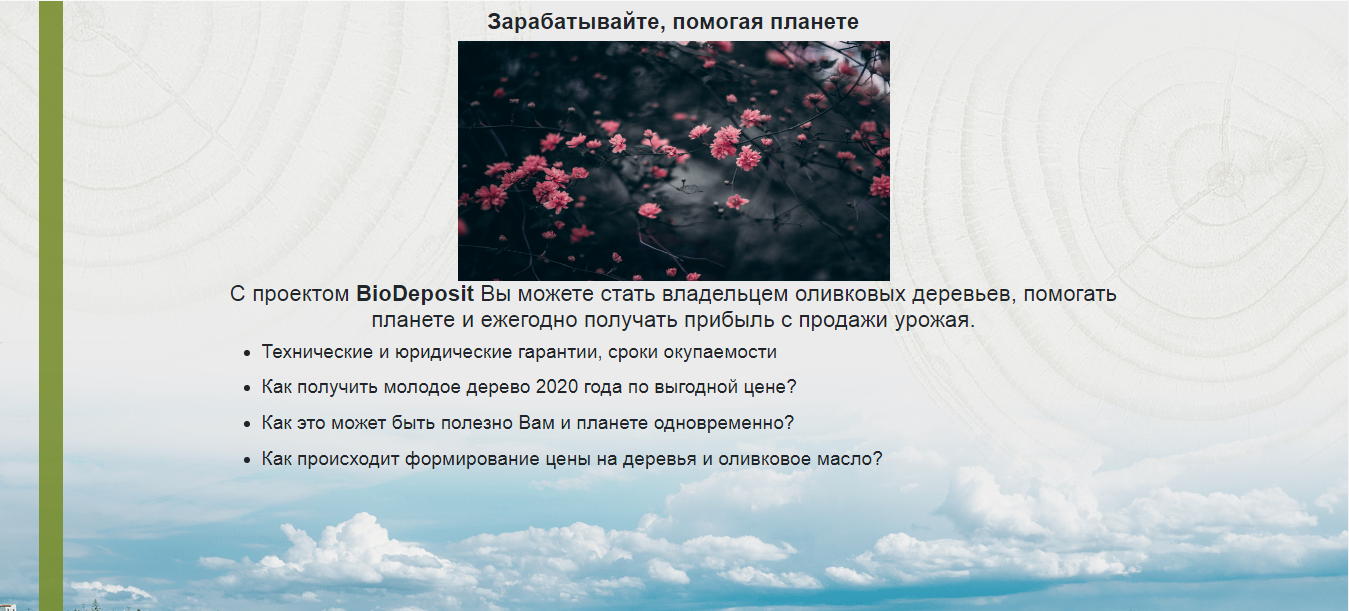 Зарабатывайте, помогая планете
С проектом BioDeposit Вы можете стать владельцем оливковых деревьев, помогать
планете и ежегодно получать прибыль с продажи урожая.
• Технические и юридические гарантии, сроки окупаемости
• Как получить молодое дерево 2020 года по выгодной цене?
• Как это может быть полезно Вам и планете одновременно?
• Как происходит формирование цены на деревья и оливковое масло?